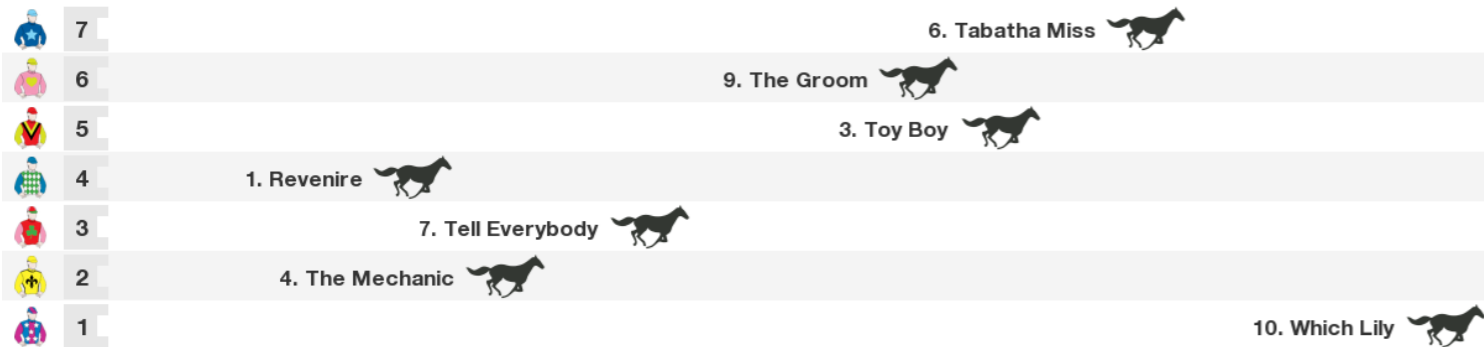 7 6. Tabatha Miss
6 9. The Groom
5 3. Toy Boy
4 1. Revenire
3 7. Tell Everybody
2 4. The Mechanic
1 10. Which Lily